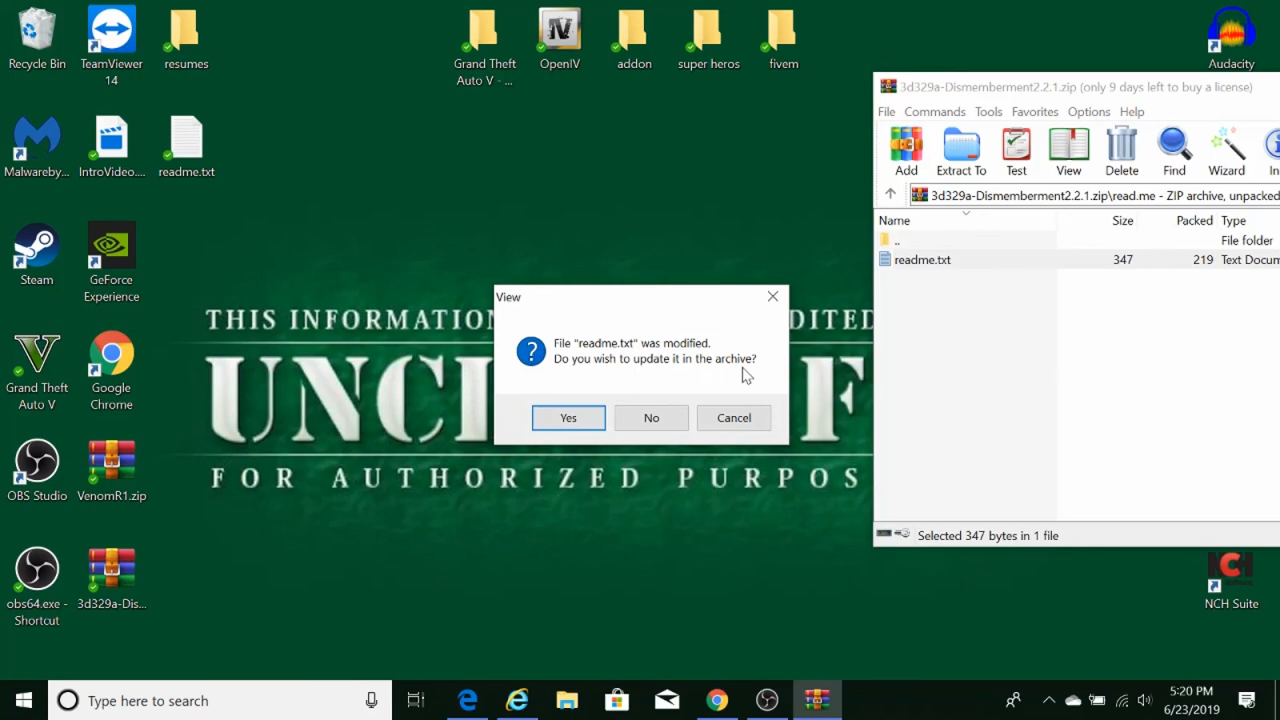 Recycle Bin
TeamViewer
14
resumes
Grand Theft
Auto V - ...
OpenIV
addon
super heros
fivem
Audacity
Malwareby...
IntroVideo....
readme.txt
Steam
GeForce
Experience
Grand Theft
Auto V
Google
Chrome
OBS Studio
VenomR1.zip
obs64.exe -
Shortcut
3d329a-Dis...
NCH
NCH Suite
3d329a-Dismemberment2.2.1.zip (only 9 days left to buy a license)
File Commands Tools Favorites Options Help
Add Extract To Test View Delete Find Wizard In
3d329a-Dismemberment2.2.1.zip\read.me - ZIP archive, unpacked
Name Size Packed Type
.. File folder
readme.txt 347 219 Text Docum
Selected 347 bytes in 1 file
View
File "readme.txt" was modified.
Do you wish to update it in the archive?
Yes No Cancel
THIS INFORMATION DITED
UNCL F
FOR AUTHORIZED PURPOS
Type here to search
5:20 PM
6/23/2019